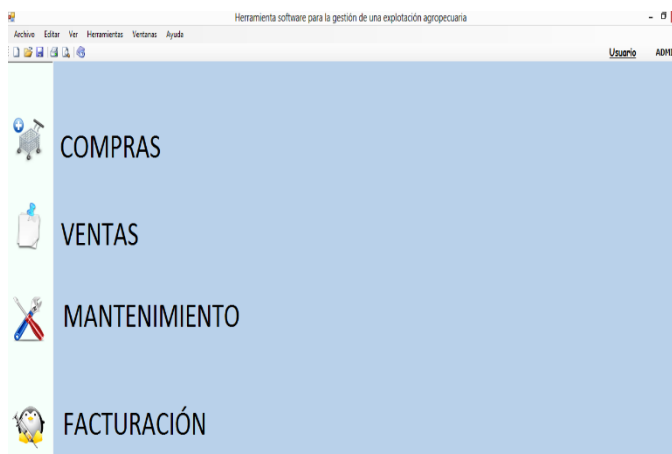 Herramienta software para la gestión de una explotación agropecuaria
Archivo Editar Ver Herramientas Ventanas Ayuda
Usuario ADMI
COMPRAS
VENTAS
MANTENIMIENTO
FACTURACIÓN